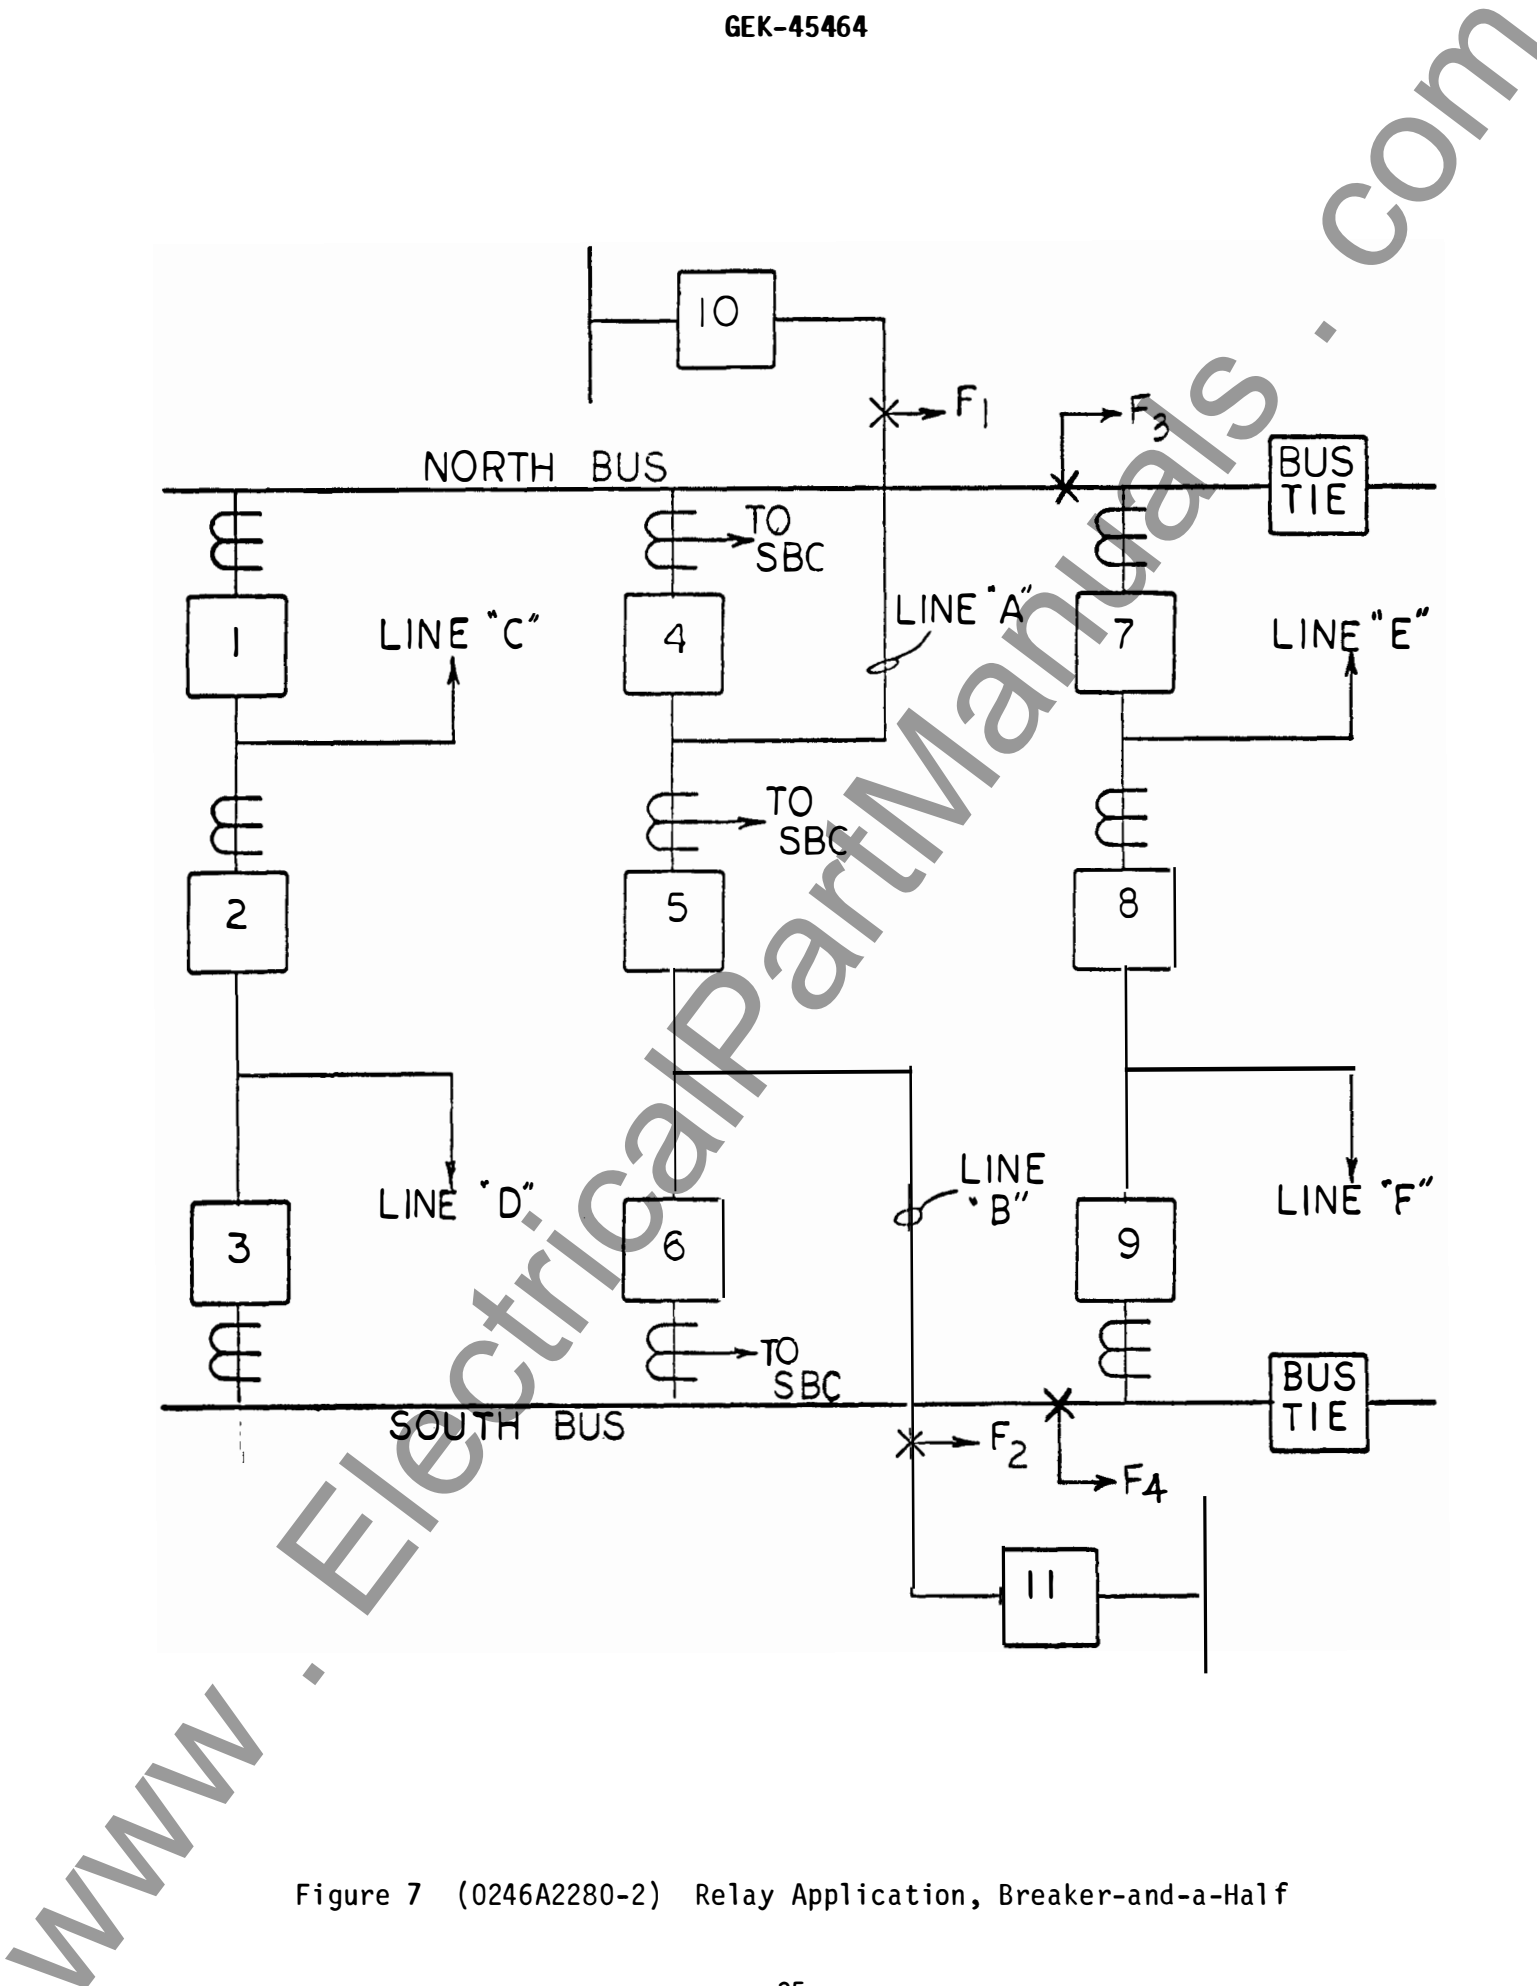 GEK-45464
10
F1
F3
NORTH BUS
BUS
TIE
TO
SBC
LINE "A"
1
LINE "C"
4
7
LINE "E"
TO
SBC
2
5
8
LINE
"B"
LINE "D"
LINE "F"
3
6
9
TO
SBC
BUS
TIE
SOUTH BUS
F2
F4
11
www . ElectricalPartManuals . com
Figure 7 (0246A2280-2) Relay Application, Breaker-and-a-Half